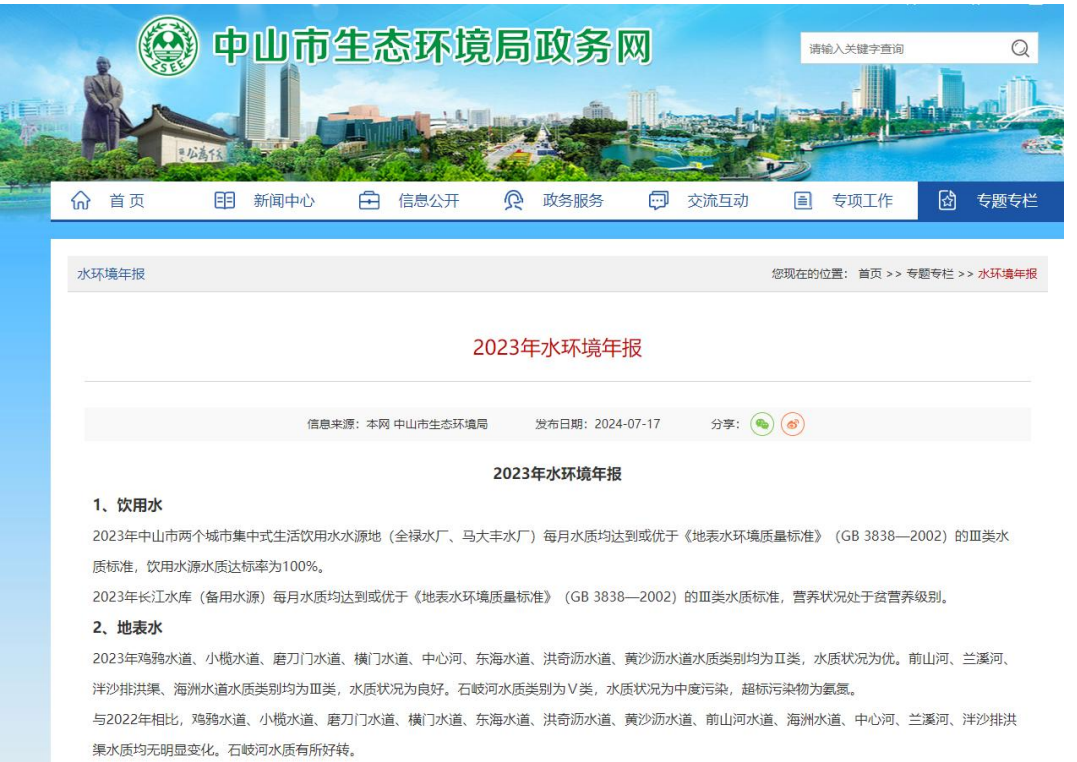 中山市生态环境局政务网
ZSEE
请输入关键字查询
天下為公
首页 新闻中心 信息公开 政务服务 交流互动 专项工作 专题专栏
水环境年报 您现在的位置： 首页 >> 专题专栏 >> 水环境年报
2023年水环境年报
信息来源：本网 中山市生态环境局 发布日期：2024-07-17 分享：
2023年水环境年报
1、饮用水
2023年中山市两个城市集中式生活饮用水水源地（全禄水厂、马大丰水厂）每月水质均达到或优于《地表水环境质量标准》（GB 3838—2002）的Ⅲ类水
质标准，饮用水源水质达标率为100%。
2023年长江水库（备用水源）每月水质均达到或优于《地表水环境质量标准》（GB 3838—2002）的Ⅲ类水质标准，营养状况处于贫营养级别。
2、地表水
2023年鸡鸦水道、小榄水道、磨刀门水道、横门水道、中心河、东海水道、洪奇沥水道、黄沙沥水道水质类别均为Ⅱ类，水质状况为优。前山河、兰溪河、
泮沙排洪渠、海洲水道水质类别均为Ⅲ类，水质状况为良好。石岐河水质类别为Ⅴ类，水质状况为中度污染，超标污染物为氨氮。
与2022年相比，鸡鸦水道、小榄水道、磨刀门水道、横门水道、东海水道、洪奇沥水道、黄沙沥水道、前山河水道、海洲水道、中心河、兰溪河、泮沙排洪
渠水质均无明显变化。石岐河水质有所好转。